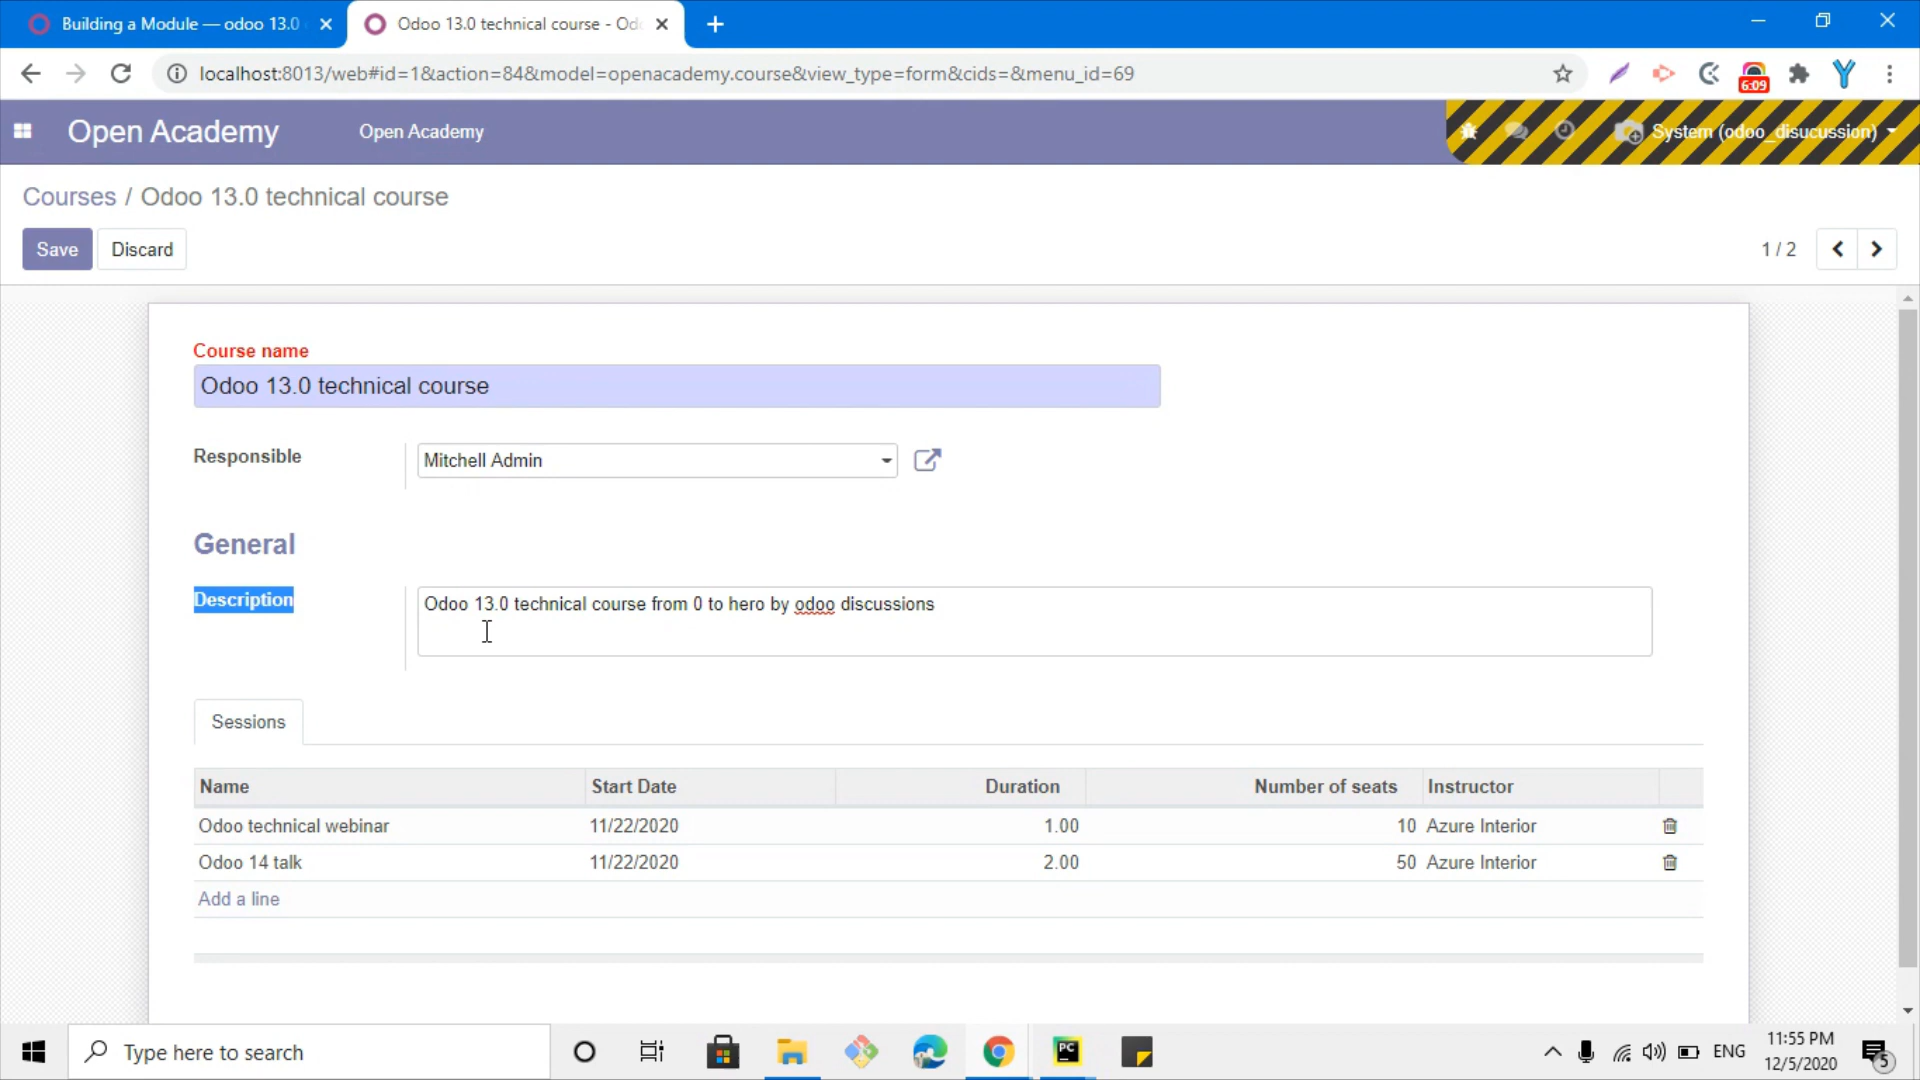 Building a Module — odoo 13.0
Odoo 13.0 technical course - Od
localhost:8013/web#id=1&action=84&model=openacademy.course&view_type=form&cids=&menu_id=69
6:09
Open Academy
Open Academy
System (odoo_disucussion)
Courses / Odoo 13.0 technical course
Save
Discard
1 / 2
Course name
Odoo 13.0 technical course
Responsible
Mitchell Admin
General
Description
Odoo 13.0 technical course from 0 to hero by odoo discussions
Sessions
Name Start Date Duration Number of seats Instructor
Odoo technical webinar 11/22/2020 1.00 10 Azure Interior
Odoo 14 talk 11/22/2020 2.00 50 Azure Interior
Add a line
Type here to search
PC
ENG
11:55 PM
12/5/2020
5